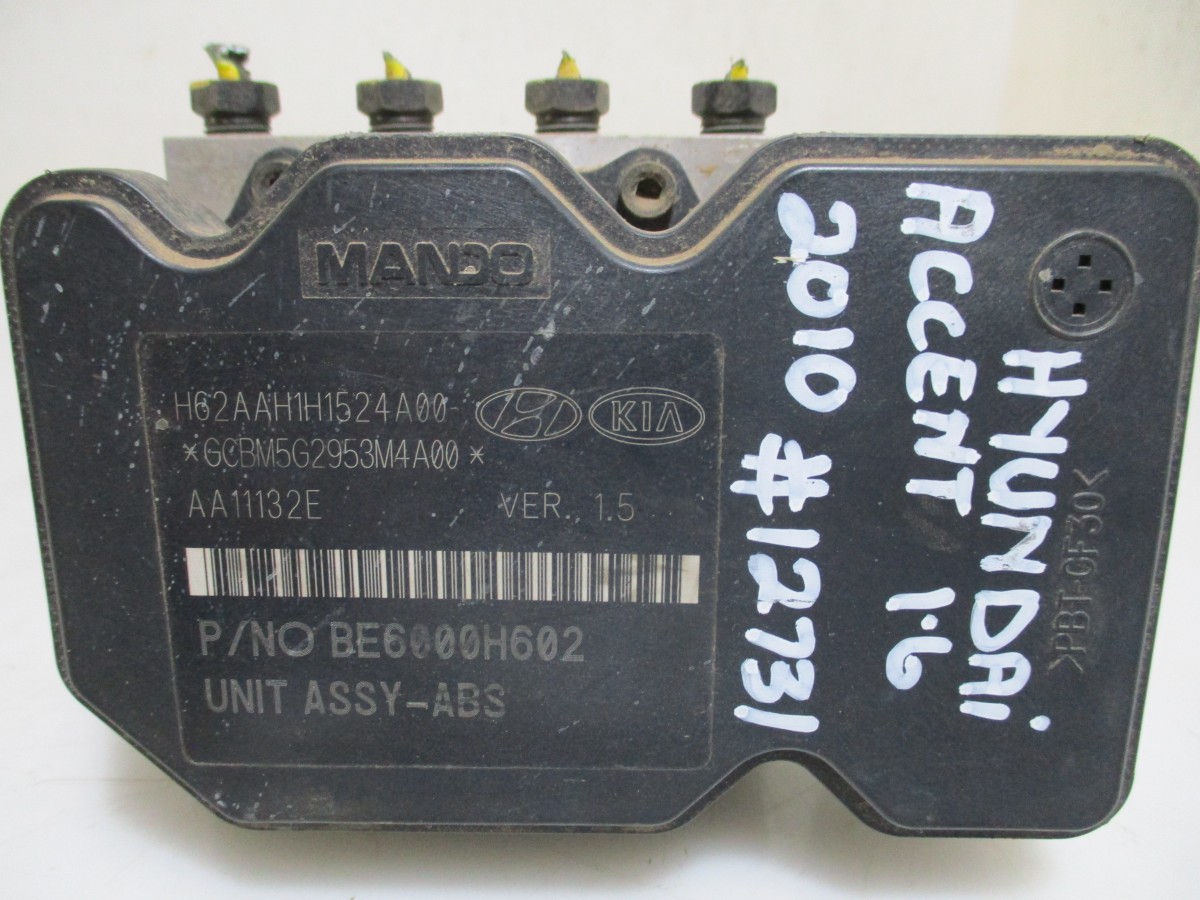 MANDO
H62AAH1H1524A00
KIA
*GCBM5G2953M4A00*
AA11132E VER. 1.5
P/NO BE6000H602
UNIT ASSY-ABS
HYUNDAi
ACCENT 1.6
2010 #12731
>PBT-GF30<